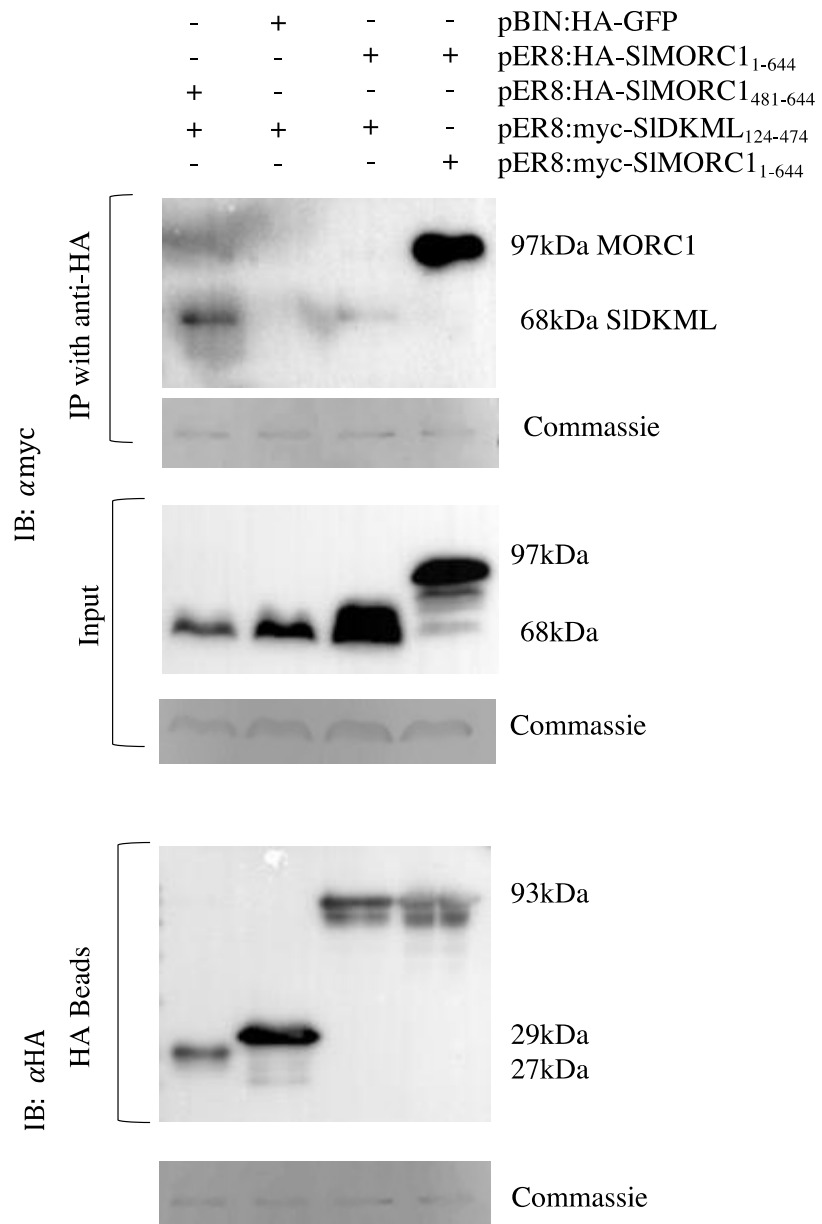 - + - - pBIN:HA-GFP
- - + + pER8:HA-SlMORC1₁₋₆₄₄
+ - - - pER8:HA-SlMORC1₄₈₁₋₆₄₄
+ + + - pER8:myc-SlDKML₁₂₄₋₄₇₄
- - - + pER8:myc-SlMORC1₁₋₆₄₄
IB: αmyc
IP with anti-HA
97kDa MORC1
68kDa SlDKML
Commassie
Input
97kDa
68kDa
Commassie
IB: αHA
HA Beads
93kDa
29kDa
27kDa
Commassie